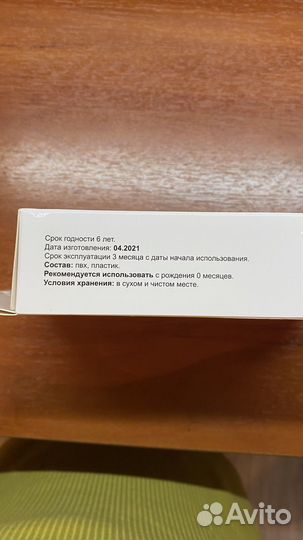 Срок годности 6 лет.
Дата изготовления: 04.2021
Срок эксплуатации 3 месяца с даты начала использования.
Состав: пвх, пластик.
Рекомендуется использовать с рождения 0 месяцев.
Условия хранения: в сухом и чистом месте.
Avito